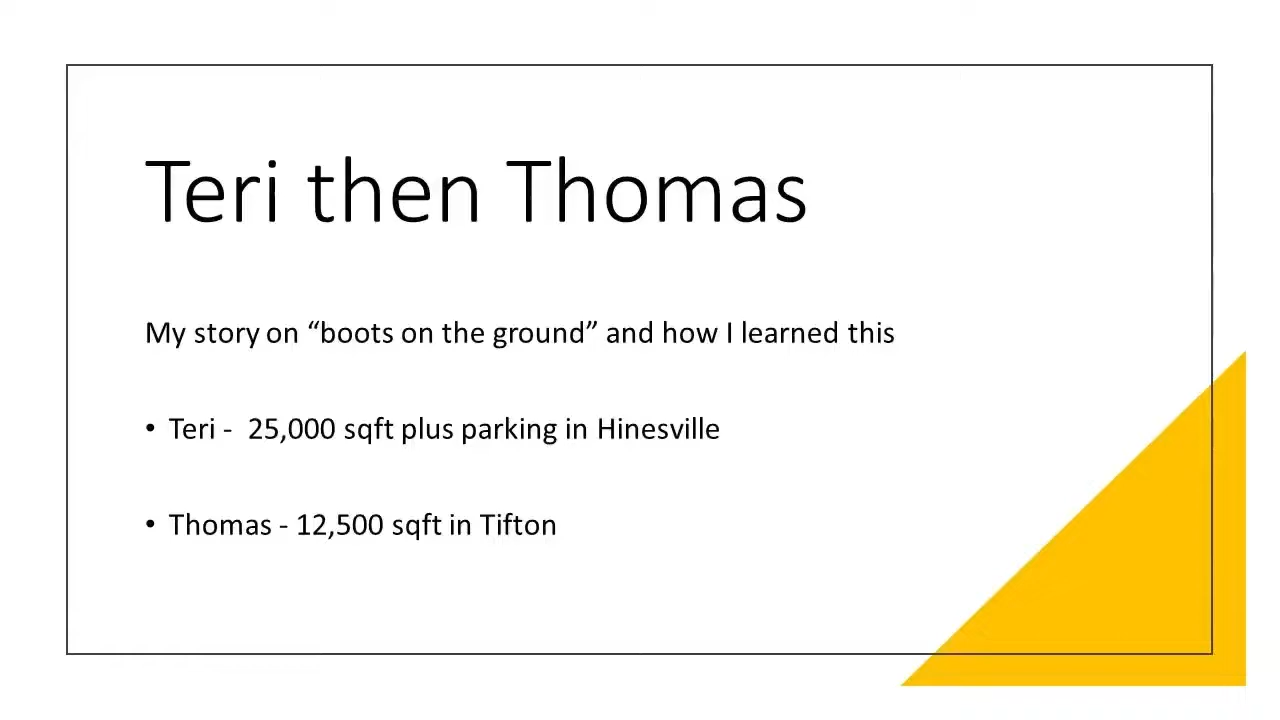 Teri then Thomas
My story on “boots on the ground” and how I learned this
• Teri -  25,000 sqft plus parking in Hinesville
• Thomas - 12,500 sqft in Tifton